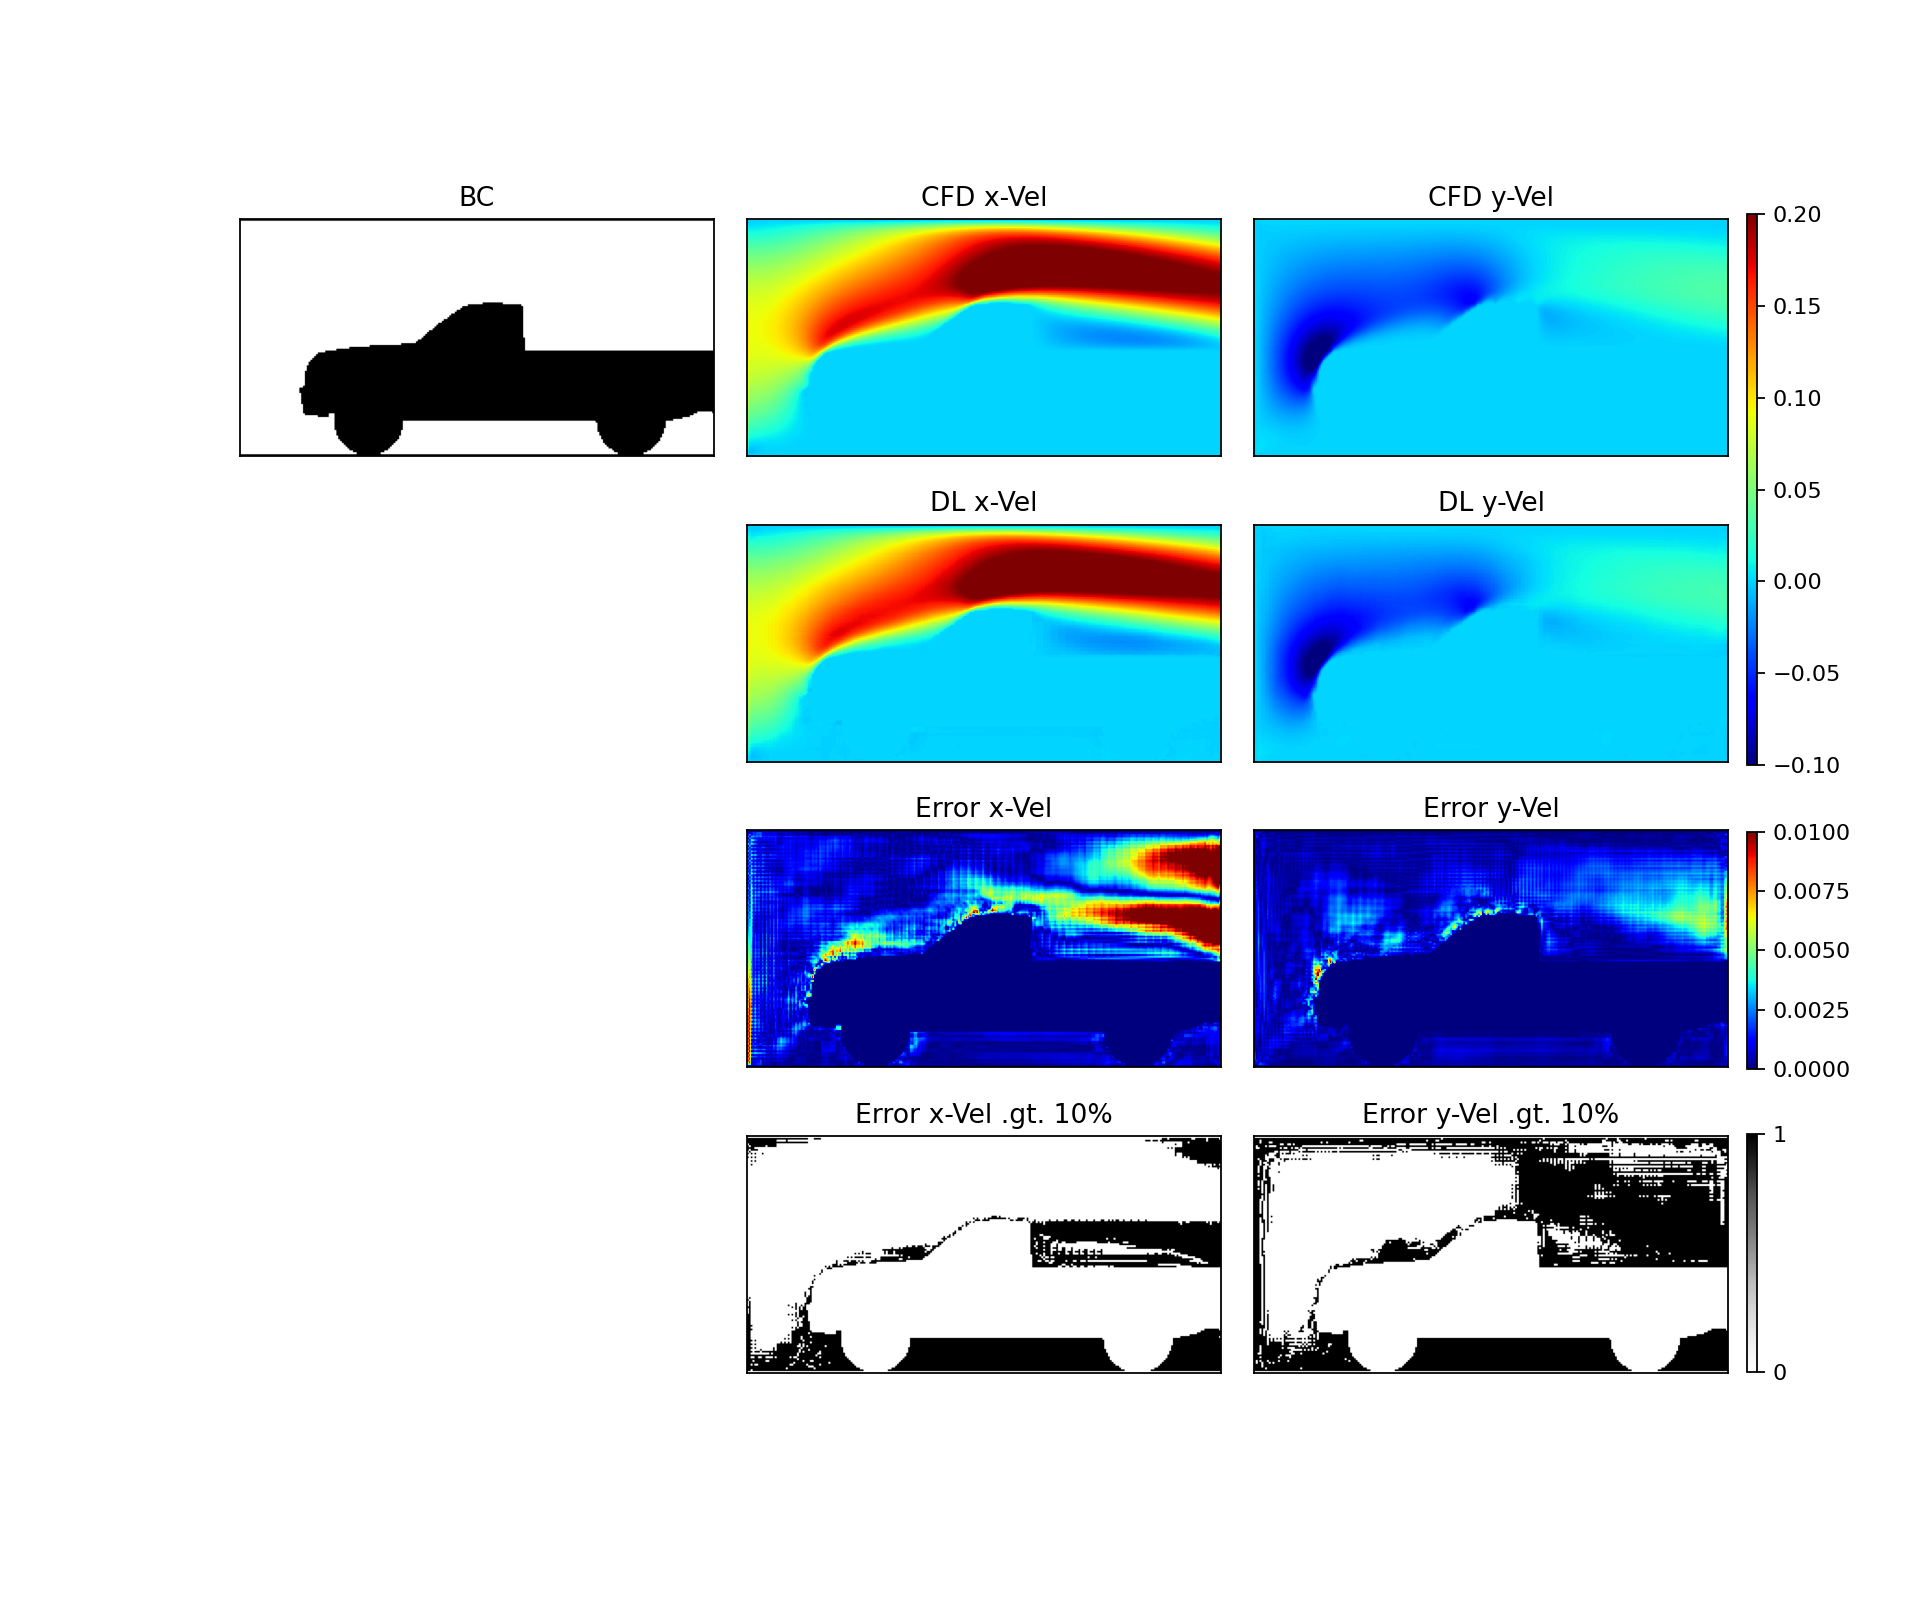 BC
CFD x-Vel
CFD y-Vel
0.20
0.15
0.10
0.05
0.00
−0.05
−0.10
DL x-Vel
DL y-Vel
Error x-Vel
Error y-Vel
0.0100
0.0075
0.0050
0.0025
0.0000
Error x-Vel .gt. 10%
Error y-Vel .gt. 10%
1
0